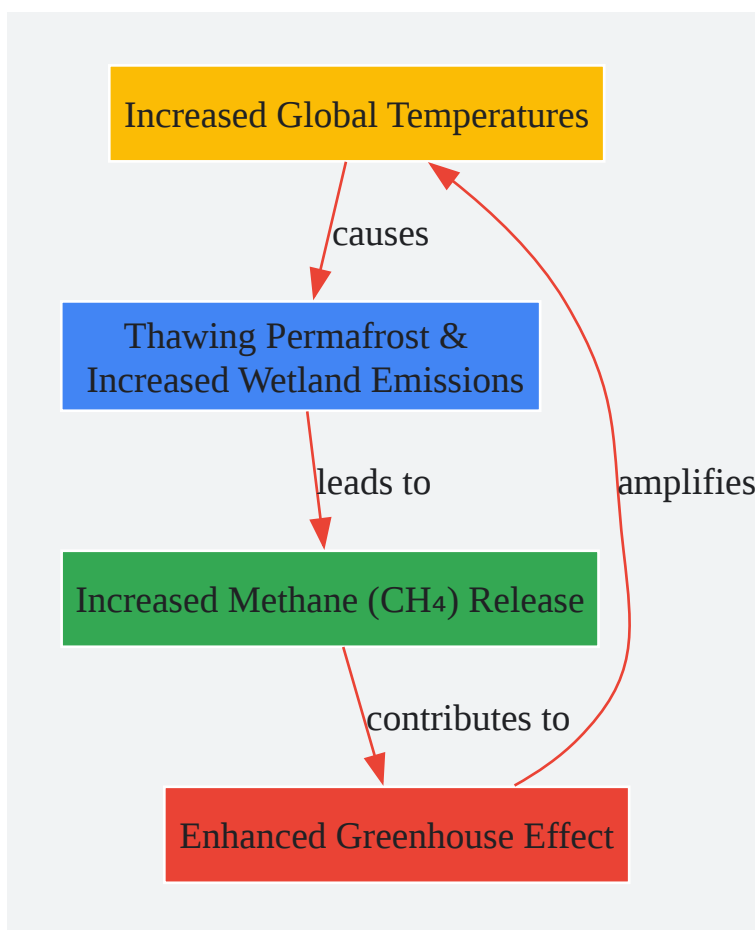 Increased Global Temperatures
causes
Thawing Permafrost &
Increased Wetland Emissions
leads to
amplifies
Increased Methane (CH₄) Release
contributes to
Enhanced Greenhouse Effect